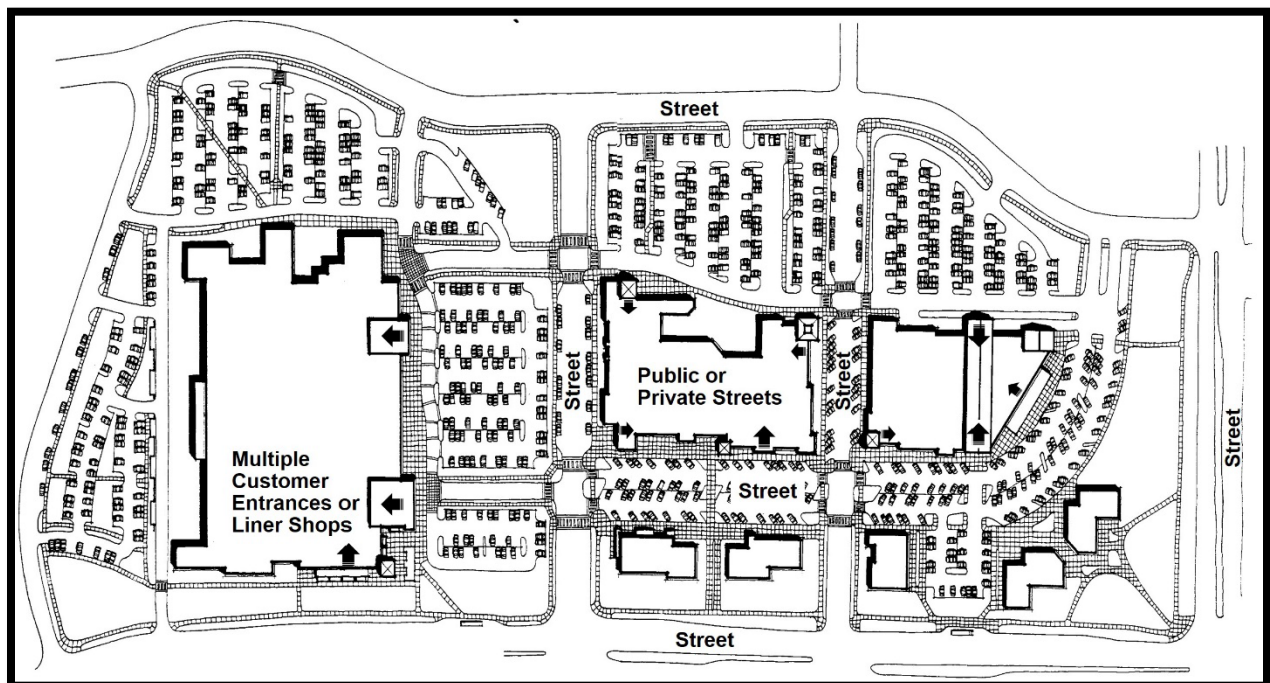 Street
Street
Street
Public or
Private Streets
Street
Multiple
Customer
Entrances or
Liner Shops
Street
Street